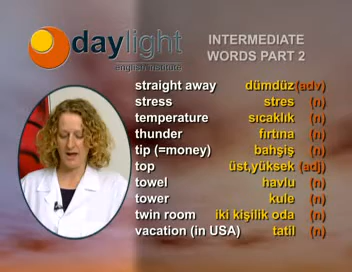 daylight
english institute
INTERMEDIATE
WORDS PART 2
straight away dümdüz(adv)
stress stres (n)
temperature sıcaklık (n)
thunder fırtına (n)
tip (=money) bahşiş (n)
top üst,yüksek (adj)
towel havlu (n)
tower kule (n)
twin room iki kişilik oda (n)
vacation (in USA) tatil (n)